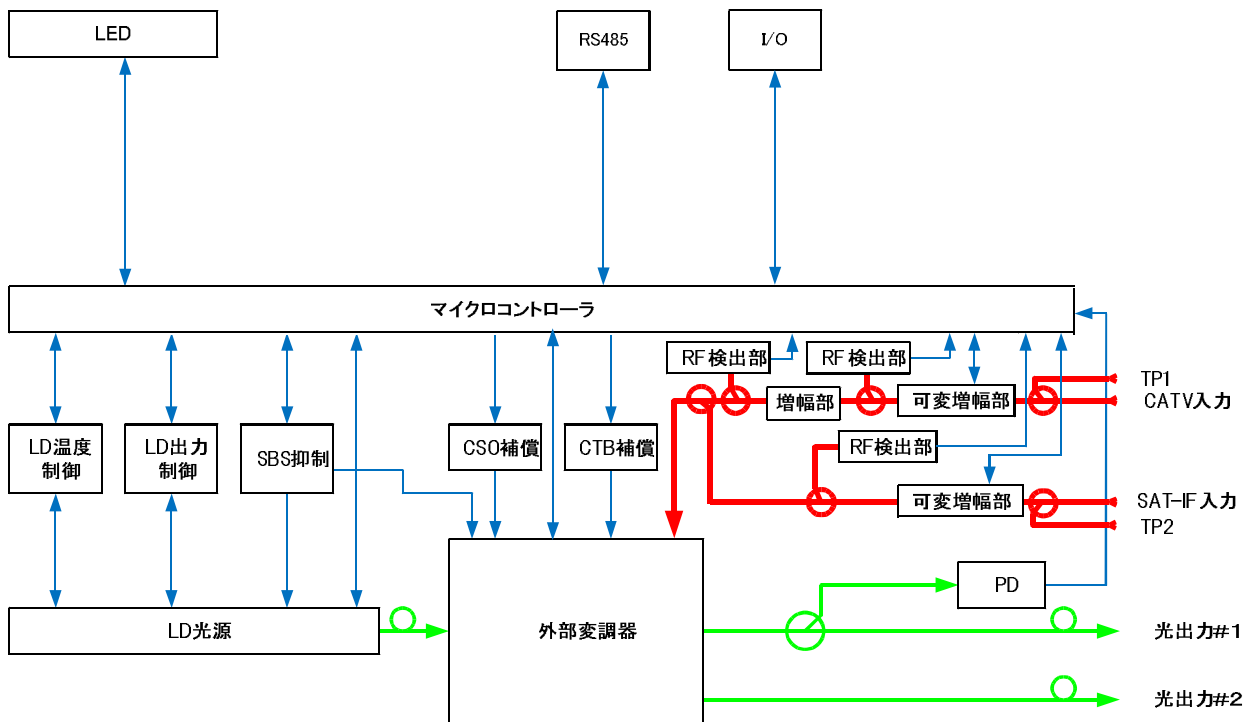 LED
RS485
I/O
マイクロコントローラ
RF検出部
RF検出部
TP1
増幅部
可変増幅部
CATV入力
LD温度
制御
LD出力
制御
SBS抑制
CSO補償
CTB補償
RF検出部
可変増幅部
SAT-IF入力
TP2
PD
LD光源
外部変調器
光出力#1
光出力#2